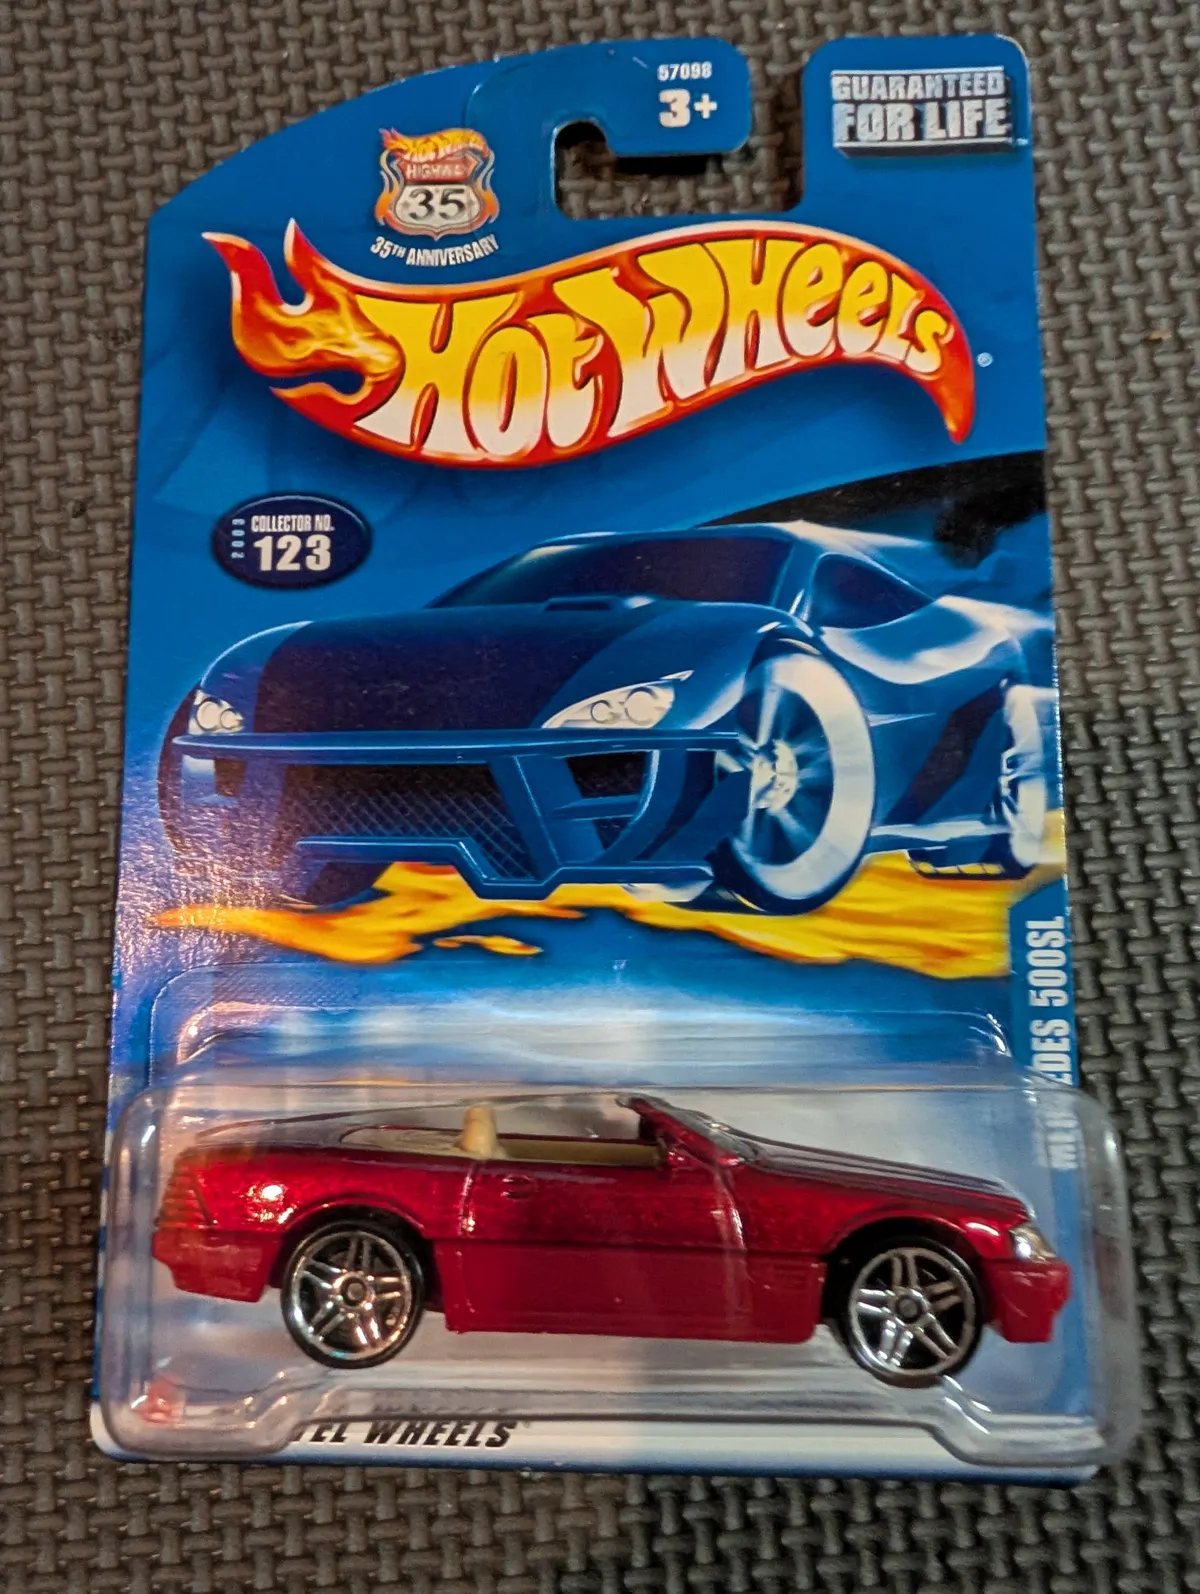 57098
3+
GUARANTEED
FOR LIFE
HOT WHEELS
HIGHWAY
35
35TH ANNIVERSARY
HOT WHEELS
2003
COLLECTOR NO.
123
500SL
WHEELS